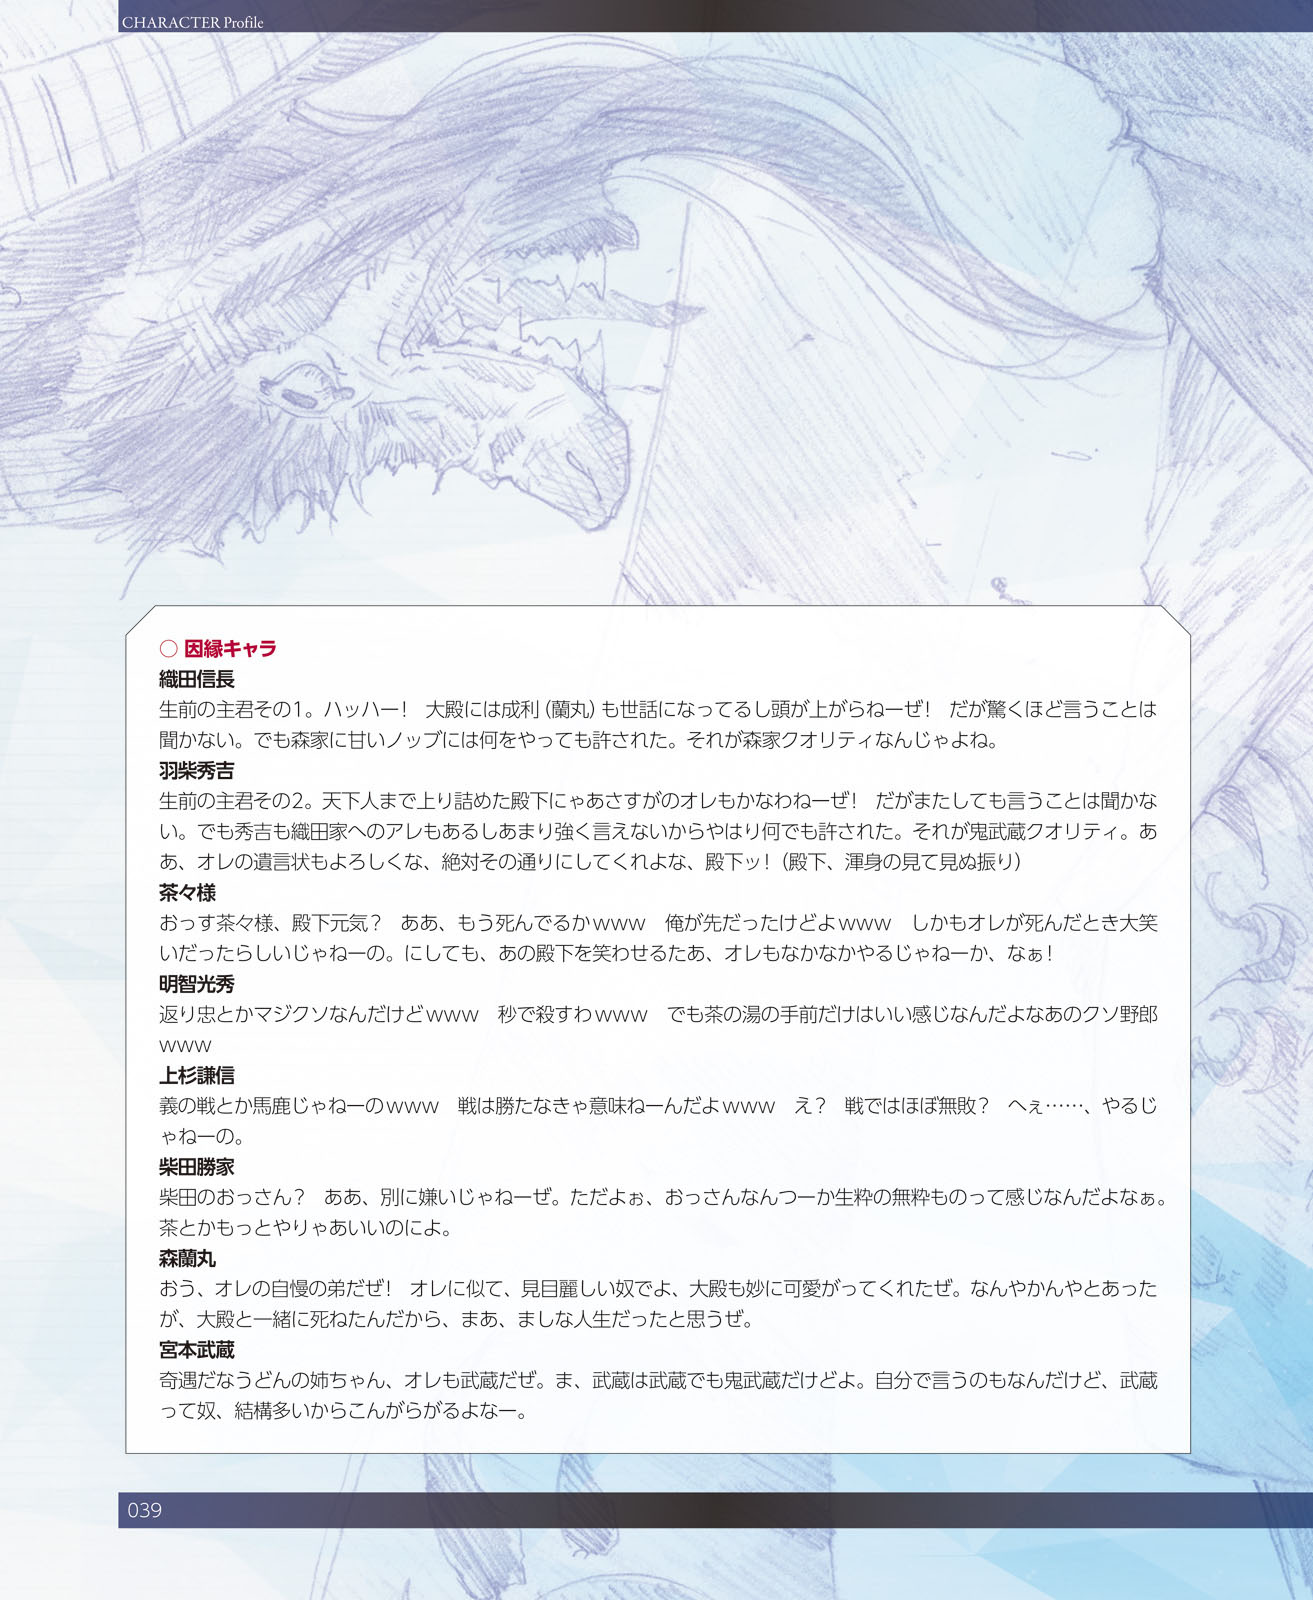 CHARACTER Profile
○ 因縁キャラ
織田信長
生前の主君その1。ハッハー！　大殿には成利（蘭丸）も世話になってるし頭が上がらねーぜ！　だが驚くほど言うことは
聞かない。でも森家に甘いノッブには何をやっても許された。それが森家クオリティなんじゃよね。
羽柴秀吉
生前の主君その2。天下人まで上り詰めた殿下にゃあさすがのオレもかなわねーぜ！　だがまたしても言うことは聞かな
い。でも秀吉も織田家へのアレもあるしあまり強く言えないからやはり何でも許された。それが鬼武蔵クオリティ。あ
あ、オレの遺言状もよろしくな、絶対その通りにしてくれよな、殿下ッ！（殿下、渾身の見て見ぬ振り）
茶々様
おっす茶々様、殿下元気？　ああ、もう死んでるかｗｗｗ　俺が先だったけどよｗｗｗ　しかもオレが死んだとき大笑
いだったらしいじゃねーの。にしても、あの殿下を笑わせるたあ、オレもなかなかやるじゃねーか、なぁ！
明智光秀
返り忠とかマジクソなんだけどｗｗｗ　秒で殺すわｗｗｗ　でも茶の湯の手前だけはいい感じなんだよなあのクソ野郎
ｗｗｗ
上杉謙信
義の戦とか馬鹿じゃねーのｗｗｗ　戦は勝たなきゃ意味ねーんだよｗｗｗ　え？　戦ではほぼ無敗？　へぇ……、やるじ
ゃねーの。
柴田勝家
柴田のおっさん？　ああ、別に嫌いじゃねーぜ。ただよぉ、おっさんなんつーか生粋の無粋ものって感じなんだよなぁ。
茶とかもっとやりゃあいいのによ。
森蘭丸
おう、オレの自慢の弟だぜ！　オレに似て、見目麗しい奴でよ、大殿も妙に可愛がってくれたぜ。なんやかんやとあった
が、大殿と一緒に死ねたんだから、まあ、ましな人生だったと思うぜ。
宮本武蔵
奇遇だなうどんの姉ちゃん、オレも武蔵だぜ。ま、武蔵は武蔵でも鬼武蔵だけどよ。自分で言うのもなんだけど、武蔵
って奴、結構多いからこんがらがるよなー。
039